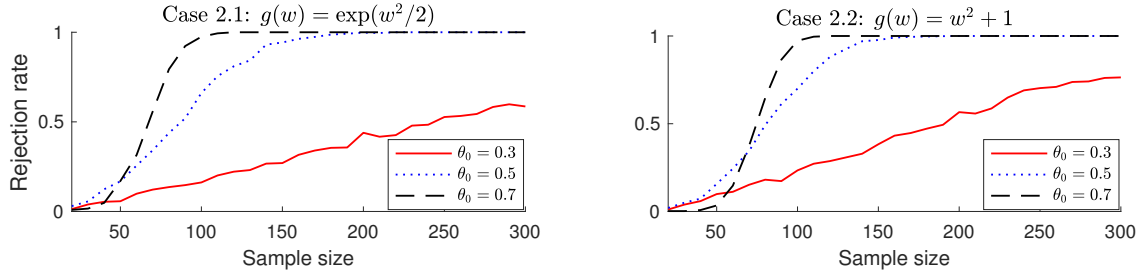 Case 2.1: g(w) = exp(w²/2)
Rejection rate
1
0.5
0
50 100 150 200 250 300
Sample size
θ₀ = 0.3
θ₀ = 0.5
θ₀ = 0.7
Case 2.2: g(w) = w² + 1
1
0.5
0
50 100 150 200 250 300
Sample size
θ₀ = 0.3
θ₀ = 0.5
θ₀ = 0.7